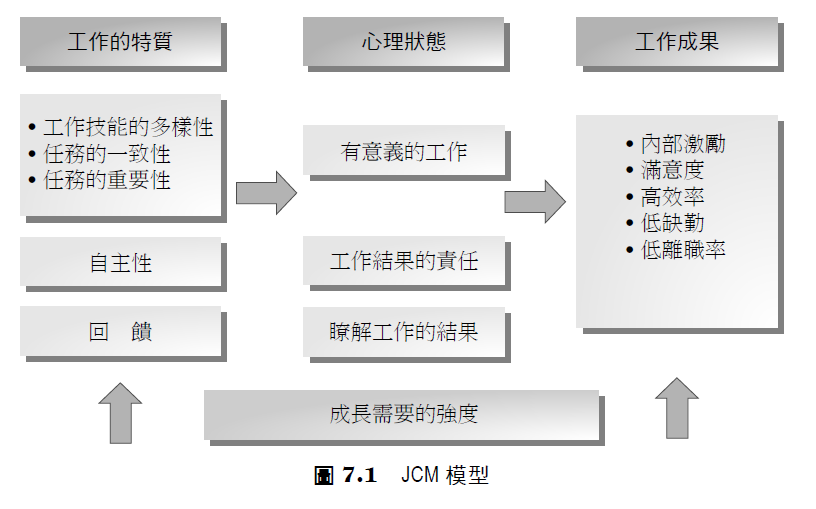 工作的特質
心理狀態
工作成果
• 工作技能的多樣性
• 任務的一致性
• 任務的重要性
自主性
回 饋
有意義的工作
工作結果的責任
瞭解工作的結果
• 內部激勵
• 滿意度
• 高效率
• 低缺勤
• 低離職率
成長需要的強度
圖 7.1 JCM 模型